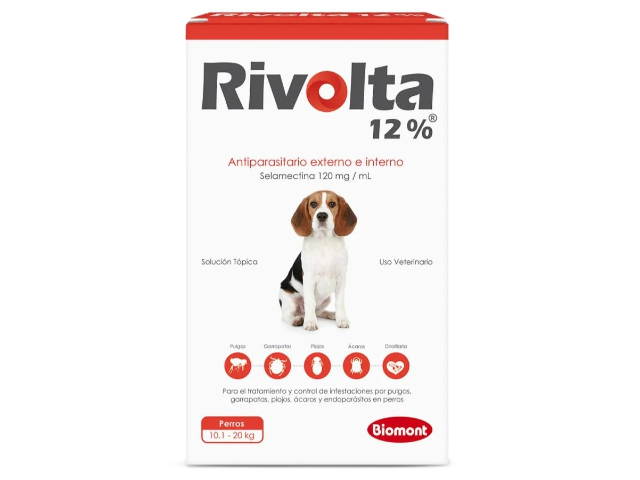 Rivolta
12%®
Antiparasitario externo e interno
Selamectina 120 mg / mL
Solución Tópica
Uso Veterinario
Pulgas Garrapatas Piojos Ácaros Dirofilaria
Para el tratamiento y control de infestaciones por pulgas,
garrapatas, piojos, ácaros y endoparásitos en perros
Perros
10.1 - 20 kg
Biomont